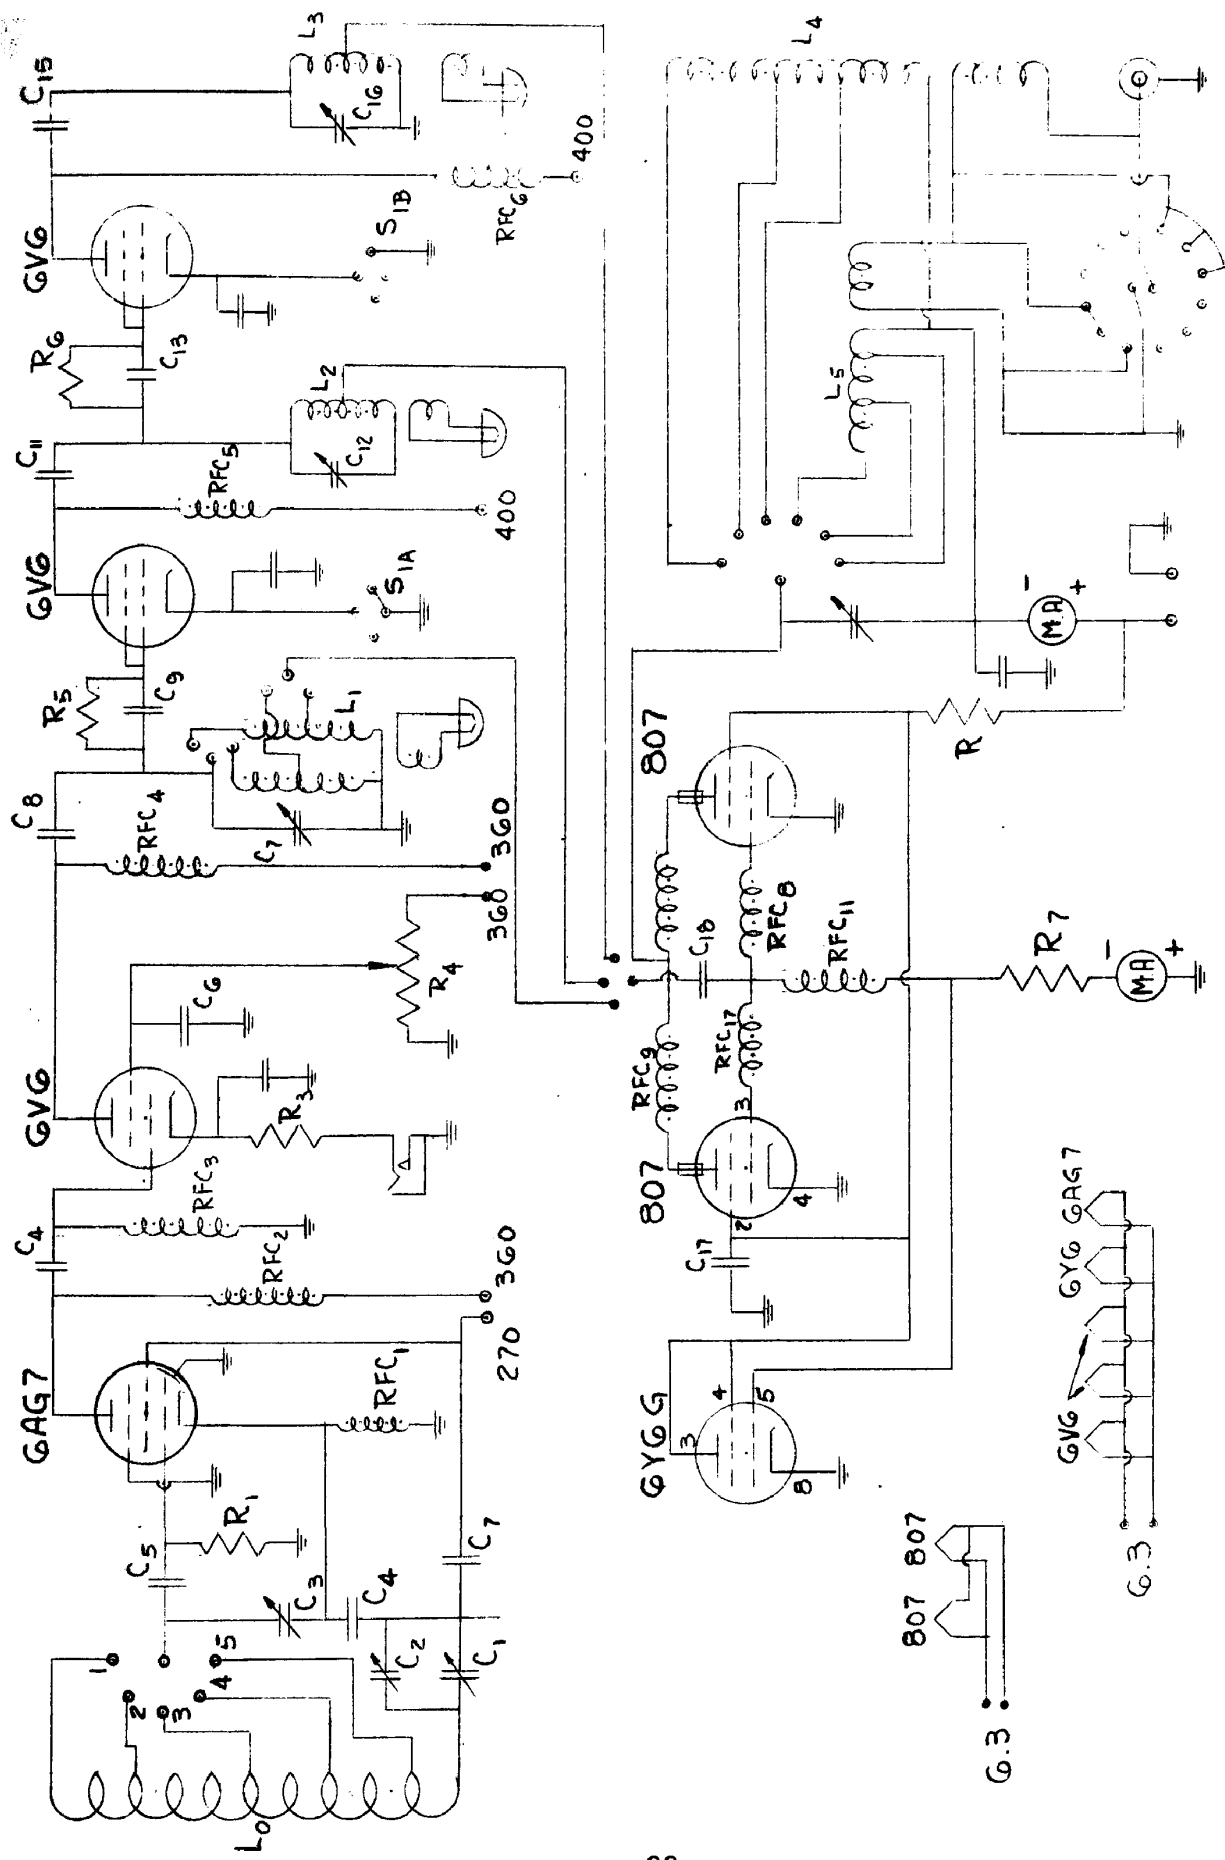 6AG7
6V6
6V6
6V6
C4
C8
C11
C15
RFC3
RFC4
R5
C9
RFC5
R6
C13
L3
C16
C5
R1
RFC2
C6
R3
C7
L1
S1A
C12
L2
S1B
RFC6
400
L0
1
2
3
4
5
C3
C4
C2
C1
C7
RFC1
270
360
R4
360
360
400
6Y6G
3
4
5
8
807
C17
2
3
4
RFC9
RFC17
C18
RFC8
RFC11
807
R
R7
M.A
-
+
M.A
-
+
L4
L5
6.3
807
807
6.3
6V6
6Y6
6AG7